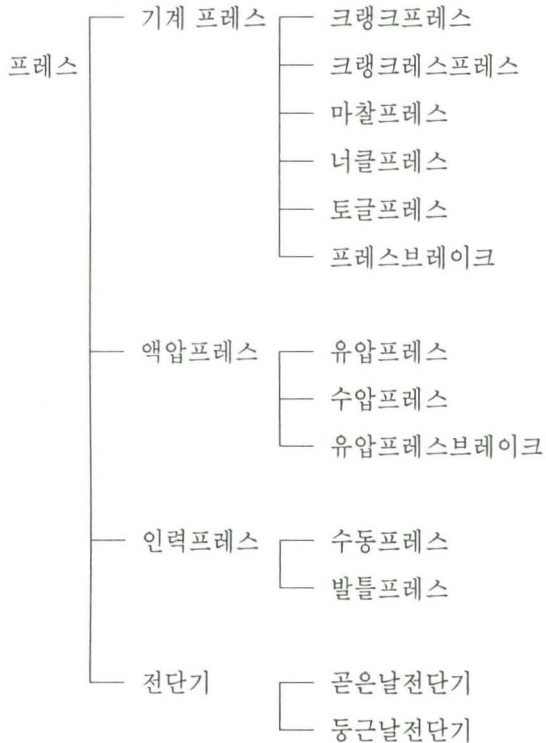 기계 프레스 크랭크프레스
프레스 크랭크레스프레스
마찰프레스
너클프레스
토글프레스
프레스브레이크
액압프레스 유압프레스
수압프레스
유압프레스브레이크
인력프레스 수동프레스
발틀프레스
전단기 곧은날전단기
둥근날전단기